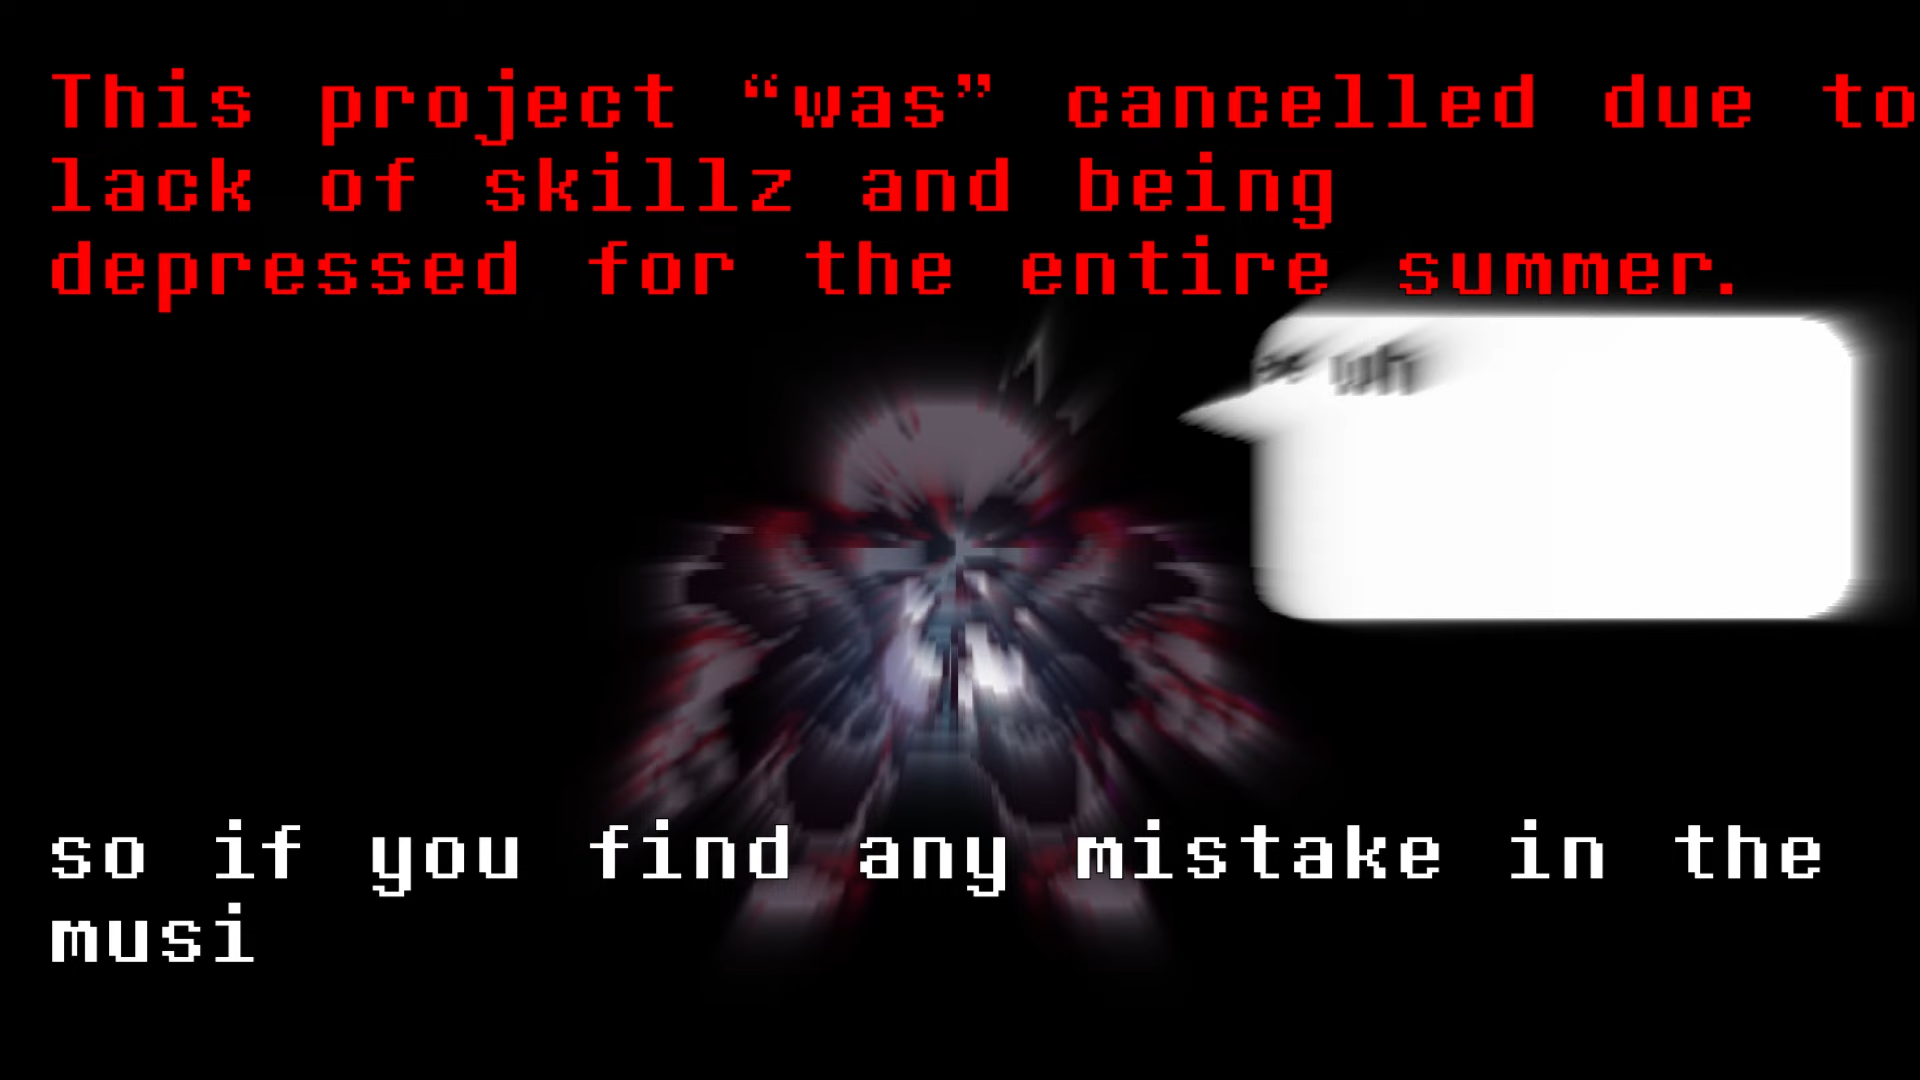 This project “was” cancelled due to
lack of skillz and being
depressed for the entire summer.
wh
so if you find any mistake in the
musi